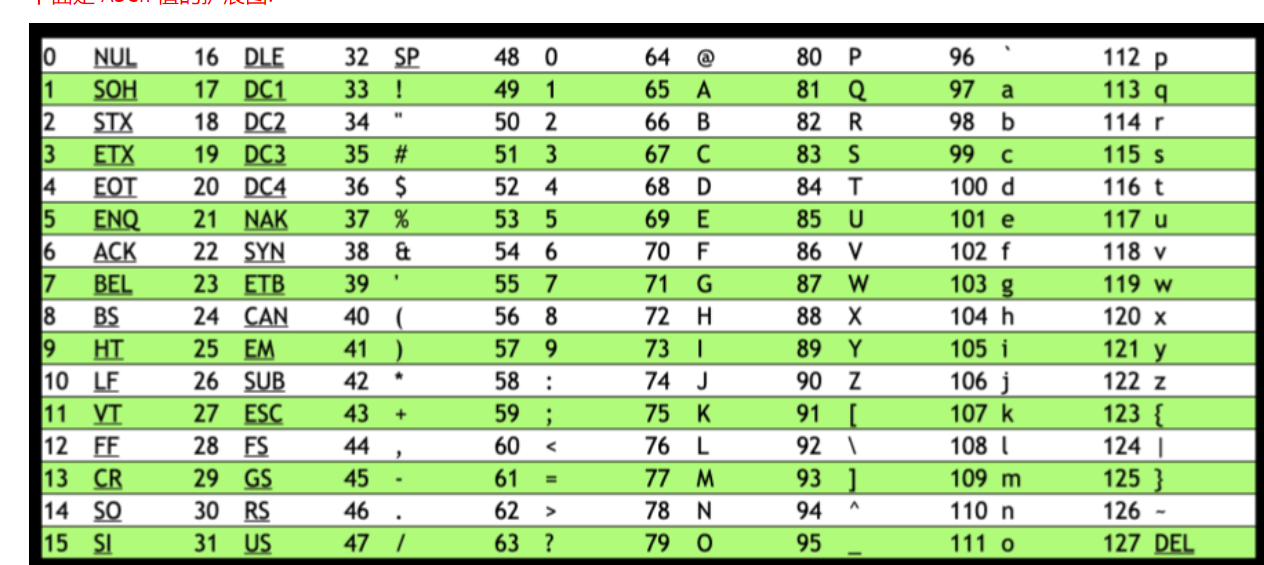 下面是 ASCII 值的扩展图:
0 NUL 16 DLE 32 SP 48 0 64 @ 80 P 96 ` 112 p
1 SOH 17 DC1 33 ! 49 1 65 A 81 Q 97 a 113 q
2 STX 18 DC2 34 " 50 2 66 B 82 R 98 b 114 r
3 ETX 19 DC3 35 # 51 3 67 C 83 S 99 c 115 s
4 EOT 20 DC4 36 $ 52 4 68 D 84 T 100 d 116 t
5 ENQ 21 NAK 37 % 53 5 69 E 85 U 101 e 117 u
6 ACK 22 SYN 38 & 54 6 70 F 86 V 102 f 118 v
7 BEL 23 ETB 39 ' 55 7 71 G 87 W 103 g 119 w
8 BS 24 CAN 40 ( 56 8 72 H 88 X 104 h 120 x
9 HT 25 EM 41 ) 57 9 73 I 89 Y 105 i 121 y
10 LF 26 SUB 42 * 58 : 74 J 90 Z 106 j 122 z
11 VT 27 ESC 43 + 59 ; 75 K 91 [ 107 k 123 {
12 FF 28 FS 44 , 60 < 76 L 92 \ 108 l 124 |
13 CR 29 GS 45 - 61 = 77 M 93 ] 109 m 125 }
14 SO 30 RS 46 . 62 > 78 N 94 ^ 110 n 126 ~
15 SI 31 US 47 / 63 ? 79 O 95 _ 111 o 127 DEL